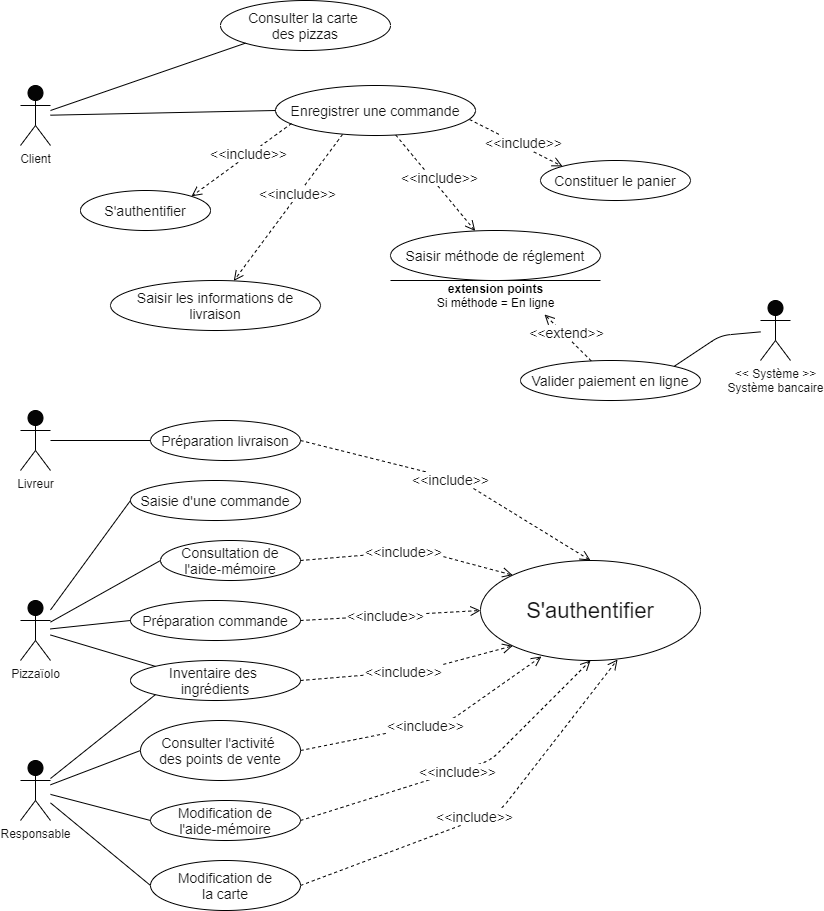 Consulter la carte
des pizzas
Client
Enregistrer une commande
<<include>>
<<include>>
<<include>>
<<include>>
S'authentifier
Constituer le panier
Saisir méthode de réglement
extension points
Si méthode = En ligne
Saisir les informations de
livraison
<<extend>>
Valider paiement en ligne
<< Système >>
Système bancaire
Livreur
Préparation livraison
<<include>>
Saisie d'une commande
Consultation de
l'aide-mémoire
<<include>>
S'authentifier
Préparation commande
<<include>>
Pizzaïolo
Inventaire des
ingrédients
<<include>>
Consulter l'activité
des points de vente
<<include>>
<<include>>
Responsable
Modification de
l'aide-mémoire
<<include>>
Modification de
la carte